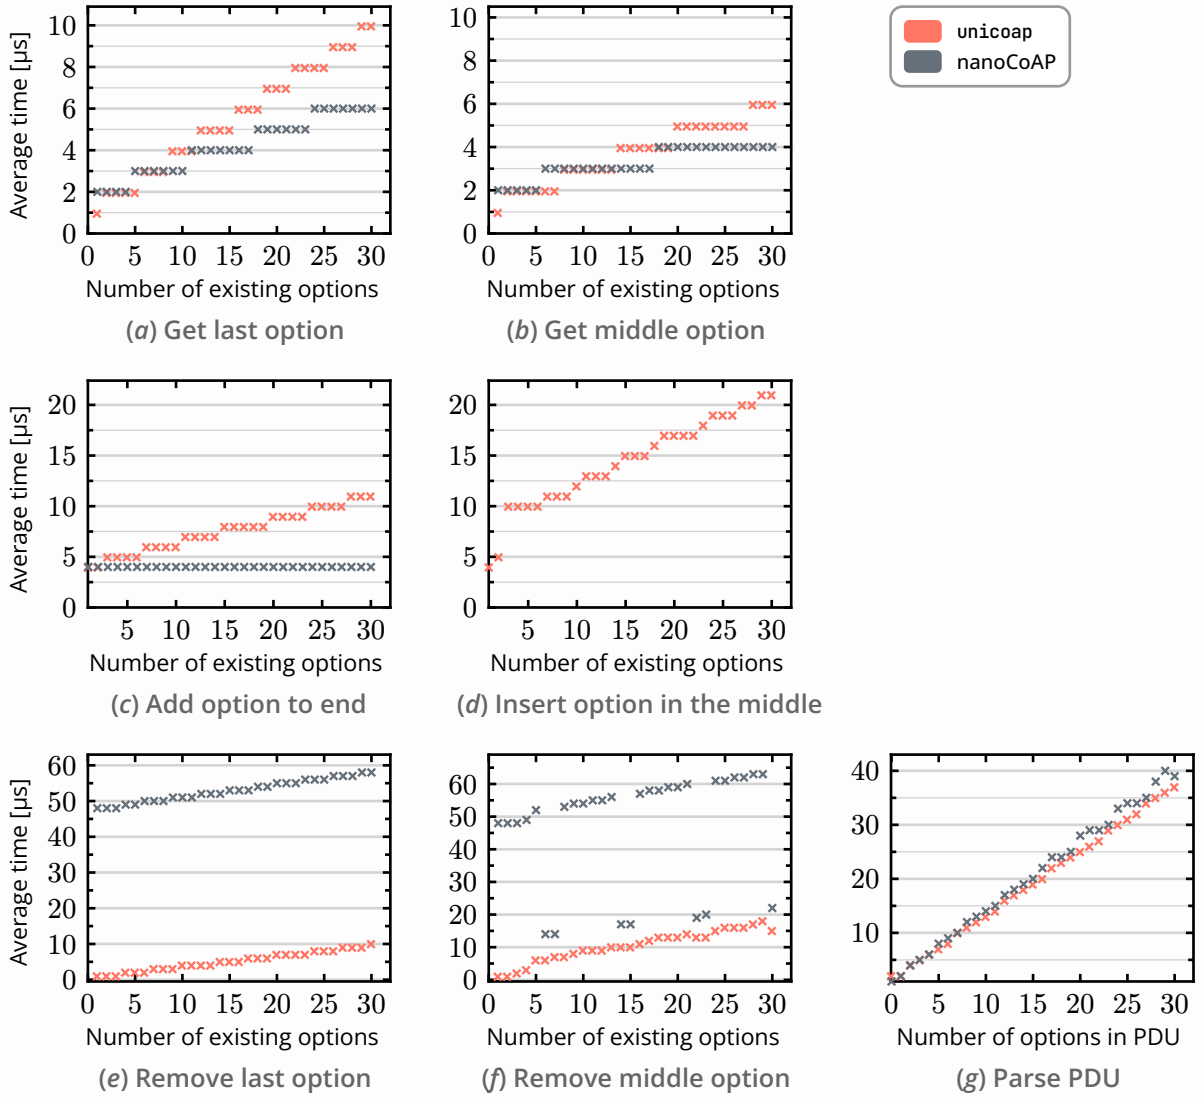 unicoap
nanoCoAP
Average time [µs]
10
8
6
4
2
0
0 5 10 15 20 25 30
Number of existing options
(a) Get last option
10
8
6
4
2
0
0 5 10 15 20 25 30
Number of existing options
(b) Get middle option
Average time [µs]
20
15
10
5
0
5 10 15 20 25 30
Number of existing options
(c) Add option to end
20
15
10
5
0
5 10 15 20 25 30
Number of existing options
(d) Insert option in the middle
Average time [µs]
60
50
40
30
20
10
0
0 5 10 15 20 25 30
Number of existing options
(e) Remove last option
60
50
40
30
20
10
0
0 5 10 15 20 25 30
Number of existing options
(f) Remove middle option
40
30
20
10
0 5 10 15 20 25 30
Number of options in PDU
(g) Parse PDU